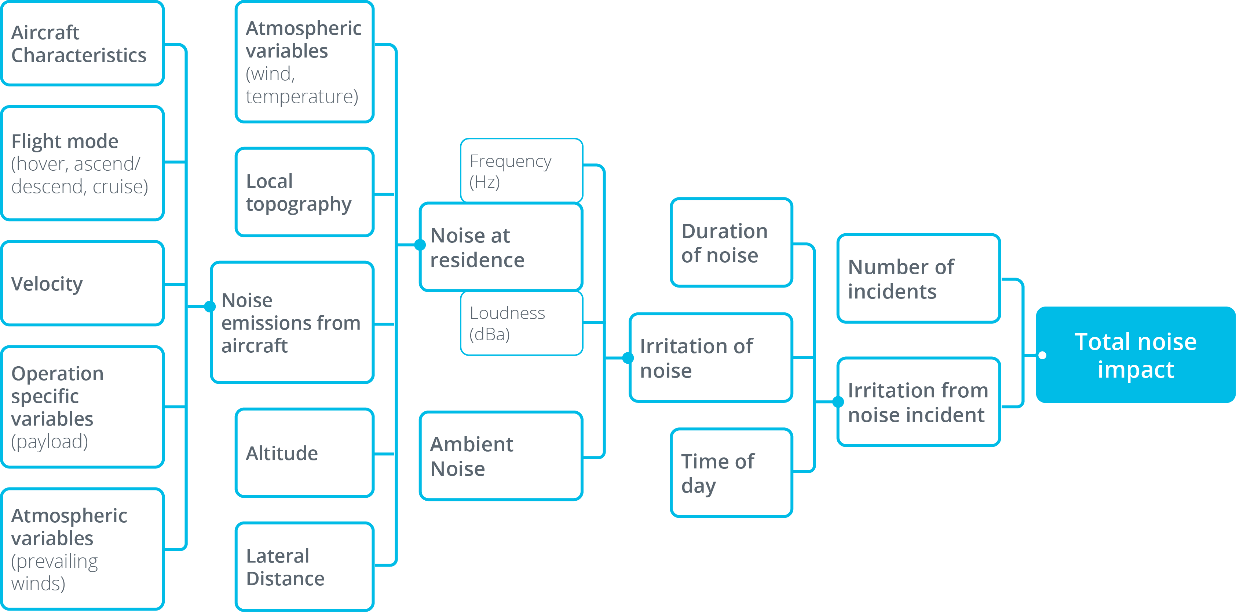 Aircraft
Characteristics
Flight mode
(hover, ascend/
descend, cruise)
Velocity
Operation
specific
variables
(payload)
Atmospheric
variables
(prevailing
winds)
Atmospheric
variables
(wind,
temperature)
Local
topography
Noise
emissions from
aircraft
Altitude
Lateral
Distance
Frequency
(Hz)
Noise at
residence
Loudness
(dBa)
Ambient
Noise
Duration
of noise
Irritation of
noise
Time of
day
Number of
incidents
Irritation from
noise incident
Total noise
impact